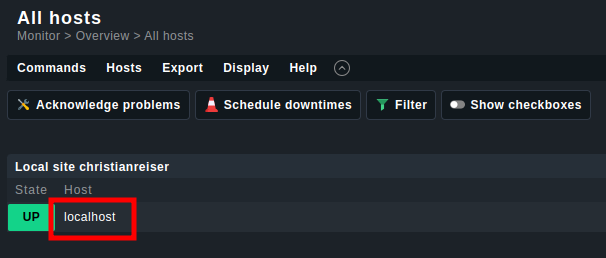 All hosts
Monitor > Overview > All hosts
Commands Hosts Export Display Help
Acknowledge problems Schedule downtimes Filter Show checkboxes
Local site christianreiser
State Host
UP localhost